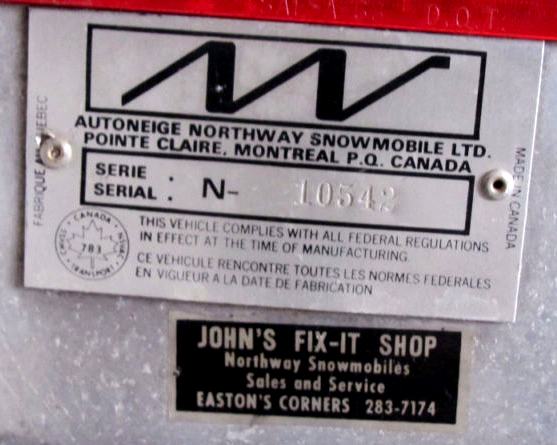 D.O.T.
AUTONEIGE NORTHWAY SNOWMOBILE LTD.
POINTE CLAIRE, MONTREAL P.Q. CANADA
FABRIQUE AU QUEBEC
MADE IN CANADA
SERIE :
SERIAL : N- 10542
CANADA
783
TRANSPORT
THIS VEHICLE COMPLIES WITH ALL FEDERAL REGULATIONS
IN EFFECT AT THE TIME OF MANUFACTURING.
CE VÉHICULE RENCONTRE TOUTES LES NORMES FEDERALES
EN VIGUEUR A LA DATE DE FABRICATION
JOHN'S FIX-IT SHOP
Northway Snowmobiles
Sales and Service
EASTON'S CORNERS 283-7174